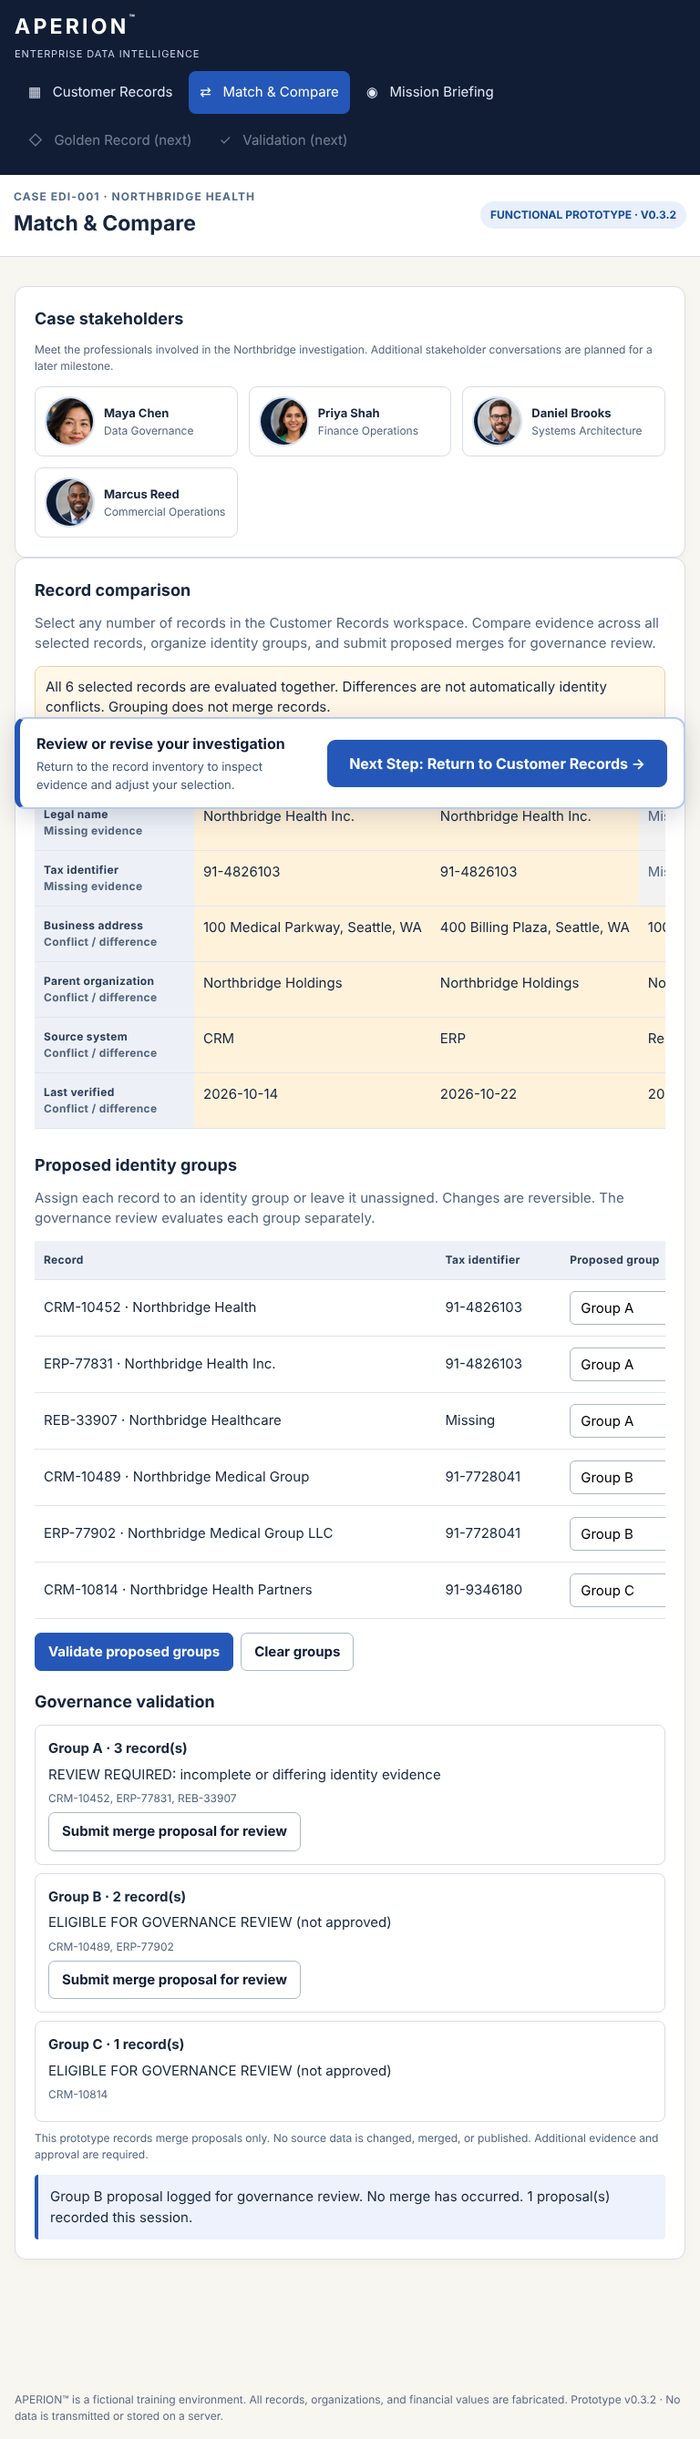 APERION™
ENTERPRISE DATA INTELLIGENCE
Customer Records
Match & Compare
Mission Briefing
Golden Record (next)
Validation (next)
CASE EDI-001 · NORTHBRIDGE HEALTH
Match & Compare
FUNCTIONAL PROTOTYPE · V0.3.2
Case stakeholders
Meet the professionals involved in the Northbridge investigation. Additional stakeholder conversations are planned for a
later milestone.
Maya Chen
Data Governance
Priya Shah
Finance Operations
Daniel Brooks
Systems Architecture
Marcus Reed
Commercial Operations
Record comparison
Select any number of records in the Customer Records workspace. Compare evidence across all
selected records, organize identity groups, and submit proposed merges for governance review.
All 6 selected records are evaluated together. Differences are not automatically identity
conflicts. Grouping does not merge records.
Review or revise your investigation
Return to the record inventory to inspect
evidence and adjust your selection.
Next Step: Return to Customer Records →
Legal name
Missing evidence
Northbridge Health Inc.
Northbridge Health Inc.
Mis
Tax identifier
Missing evidence
91-4826103
91-4826103
Mis
Business address
Conflict / difference
100 Medical Parkway, Seattle, WA
400 Billing Plaza, Seattle, WA
100
Parent organization
Conflict / difference
Northbridge Holdings
Northbridge Holdings
No
Source system
Conflict / difference
CRM
ERP
Re
Last verified
Conflict / difference
2026-10-14
2026-10-22
20
Proposed identity groups
Assign each record to an identity group or leave it unassigned. Changes are reversible. The
governance review evaluates each group separately.
Record
Tax identifier
Proposed group
CRM-10452 · Northbridge Health
91-4826103
Group A
ERP-77831 · Northbridge Health Inc.
91-4826103
Group A
REB-33907 · Northbridge Healthcare
Missing
Group A
CRM-10489 · Northbridge Medical Group
91-7728041
Group B
ERP-77902 · Northbridge Medical Group LLC
91-7728041
Group B
CRM-10814 · Northbridge Health Partners
91-9346180
Group C
Validate proposed groups
Clear groups
Governance validation
Group A · 3 record(s)
REVIEW REQUIRED: incomplete or differing identity evidence
CRM-10452, ERP-77831, REB-33907
Submit merge proposal for review
Group B · 2 record(s)
ELIGIBLE FOR GOVERNANCE REVIEW (not approved)
CRM-10489, ERP-77902
Submit merge proposal for review
Group C · 1 record(s)
ELIGIBLE FOR GOVERNANCE REVIEW (not approved)
CRM-10814
This prototype records merge proposals only. No source data is changed, merged, or published. Additional evidence and
approval are required.
Group B proposal logged for governance review. No merge has occurred. 1 proposal(s)
recorded this session.
APERION™ is a fictional training environment. All records, organizations, and financial values are fabricated. Prototype v0.3.2 · No
data is transmitted or stored on a server.